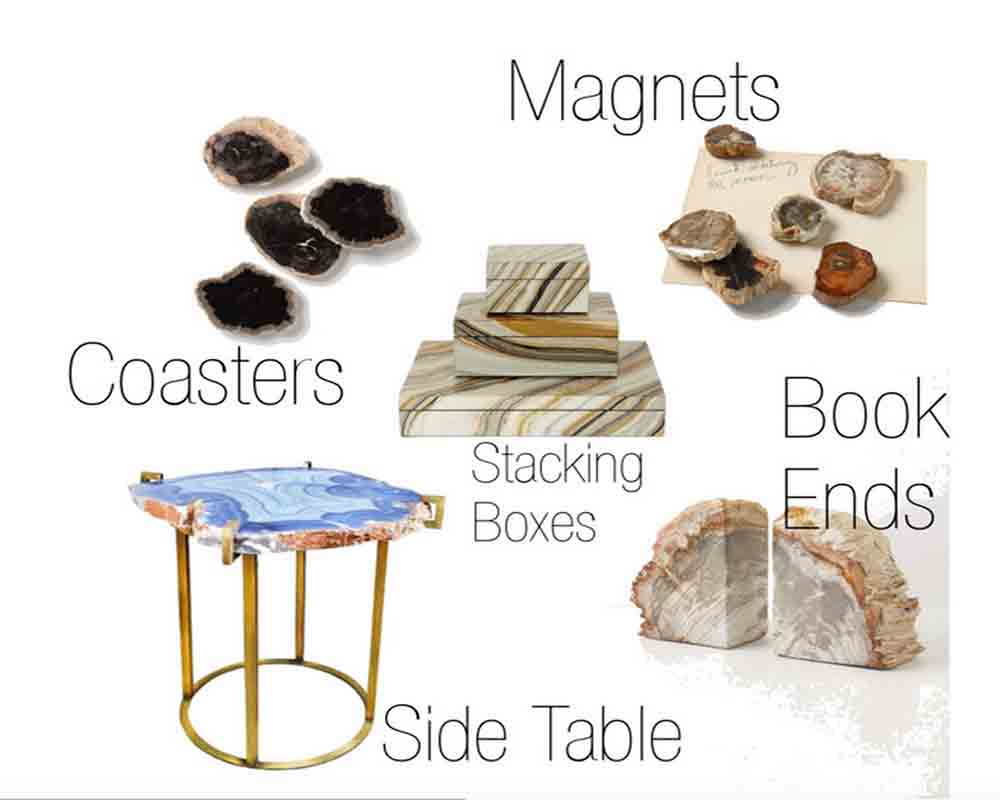 Magnets
Coasters
Stacking
Boxes
Book
Ends
Side Table